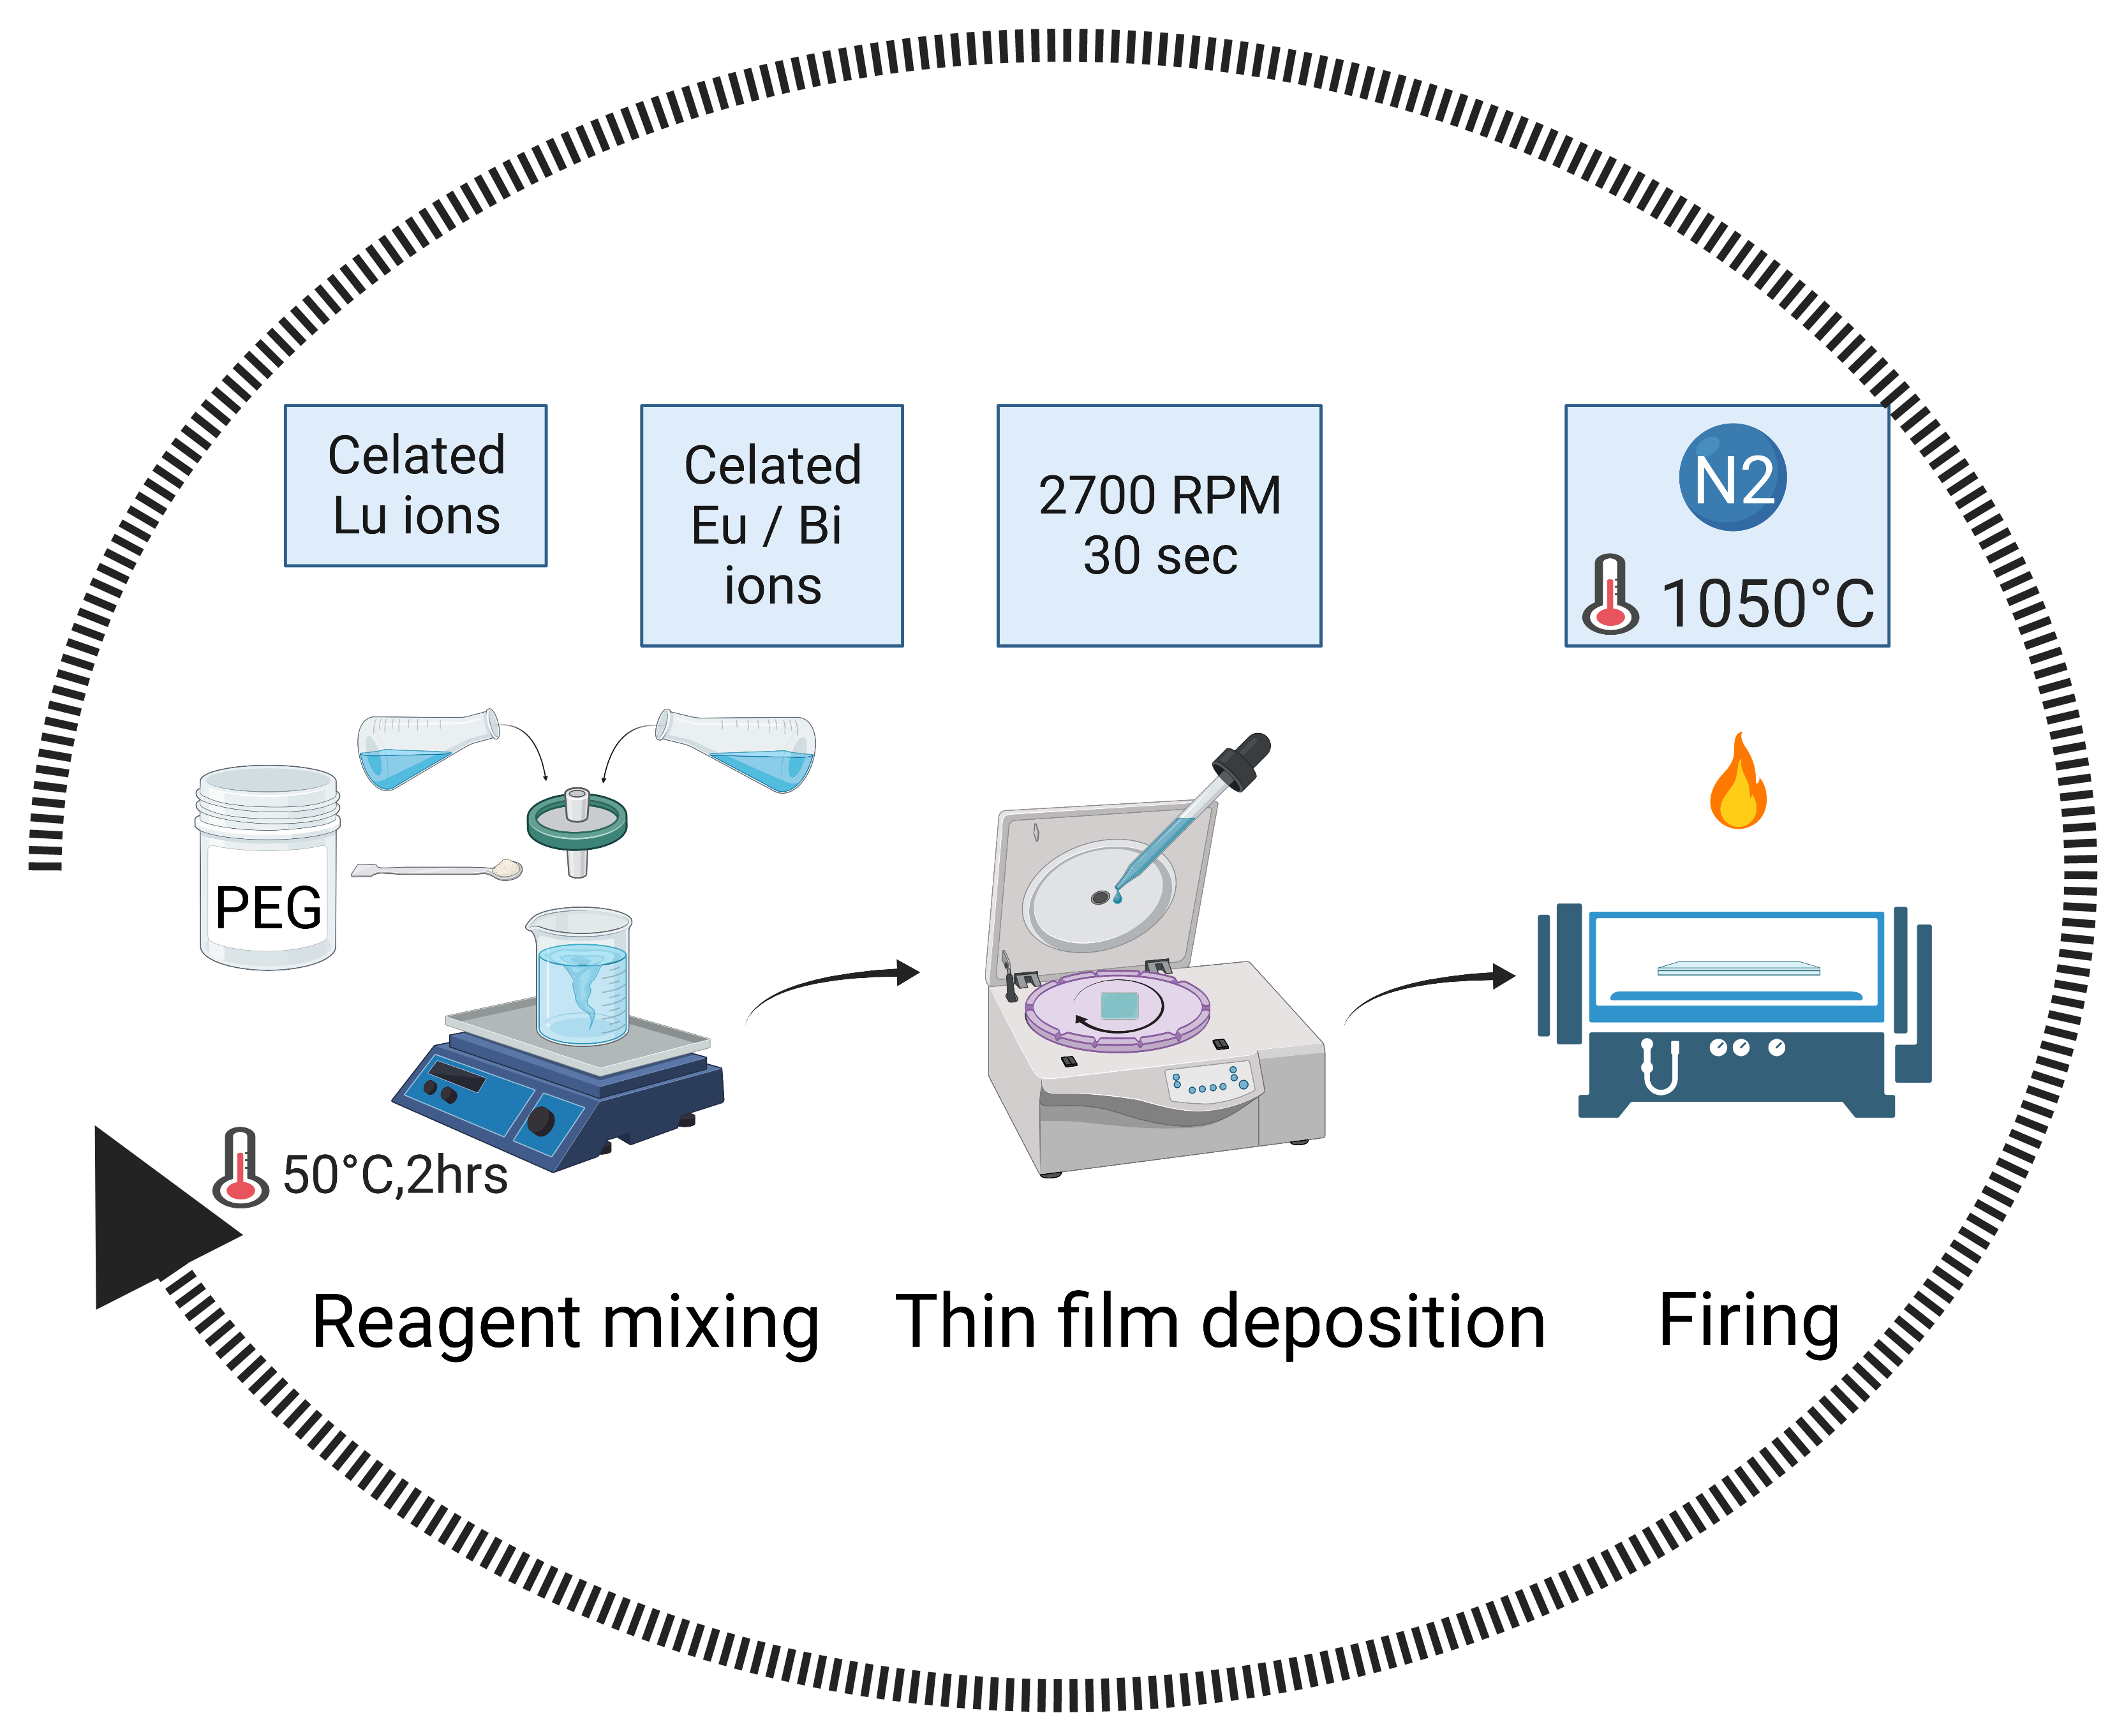 Celated
Lu ions
Celated
Eu / Bi
ions
2700 RPM
30 sec
N2
1050°C
PEG
50°C,2hrs
Reagent mixing
Thin film deposition
Firing